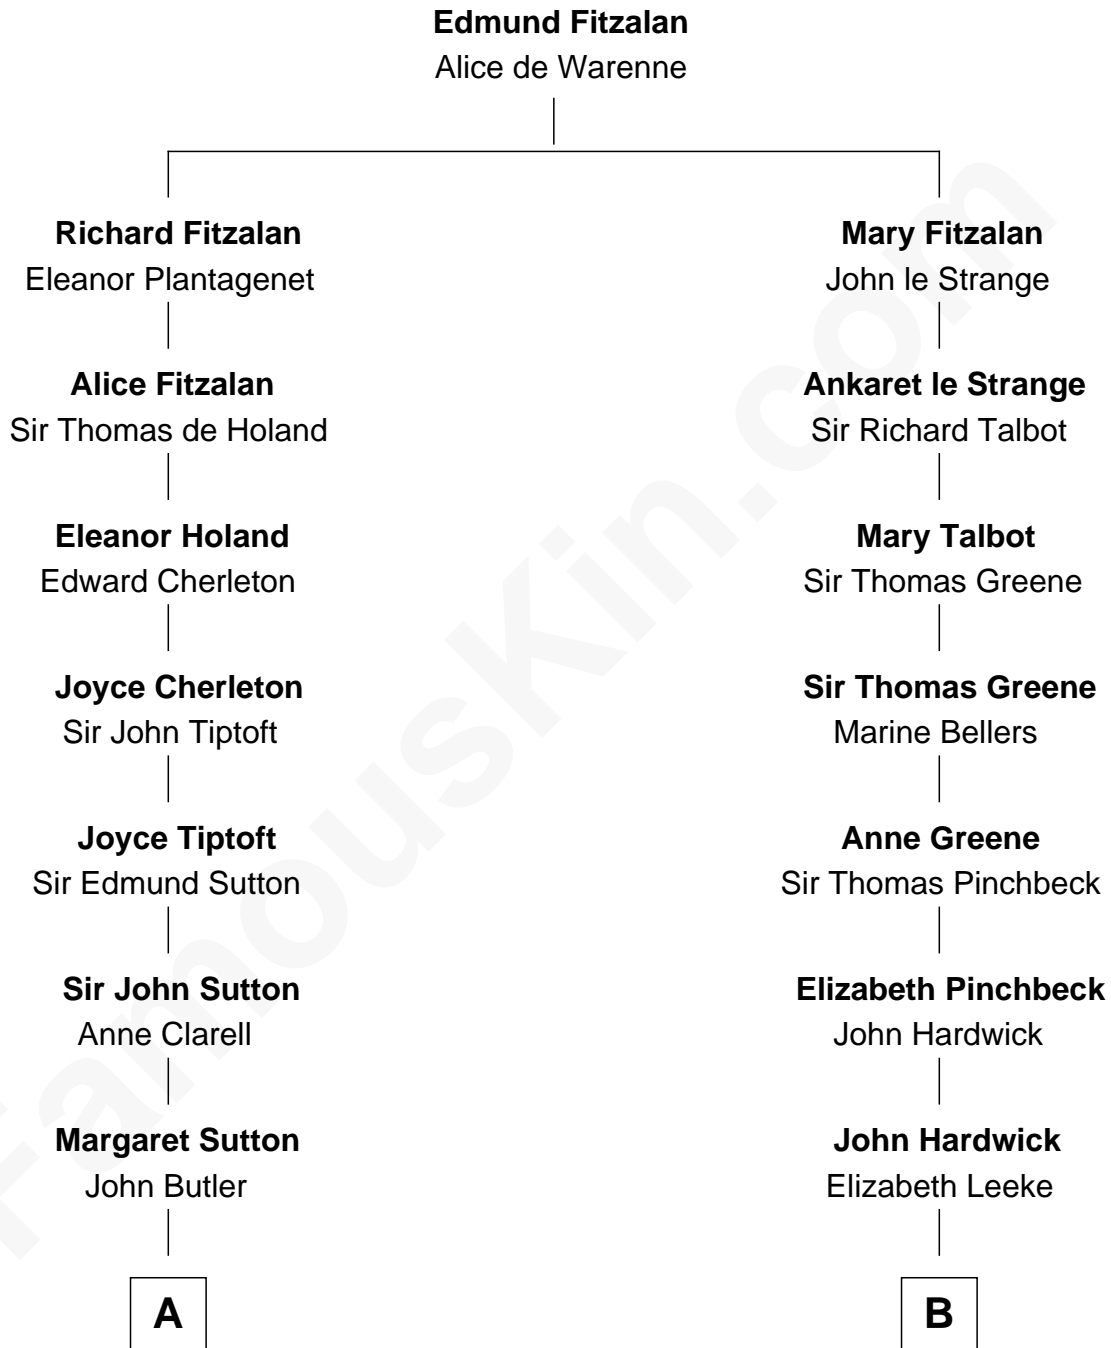 Edmund Fitzalan
Alice de Warenne
Richard Fitzalan
Eleanor Plantagenet
Mary Fitzalan
John le Strange
Alice Fitzalan
Sir Thomas de Holand
Ankaret le Strange
Sir Richard Talbot
Eleanor Holand
Edward Cherleton
Mary Talbot
Sir Thomas Greene
Joyce Cherleton
Sir John Tiptoft
Sir Thomas Greene
Marine Bellers
Joyce Tiptoft
Sir Edmund Sutton
Anne Greene
Sir Thomas Pinchbeck
Sir John Sutton
Anne Clarell
Elizabeth Pinchbeck
John Hardwick
Margaret Sutton
John Butler
John Hardwick
Elizabeth Leeke
A
B
FamousKin.com